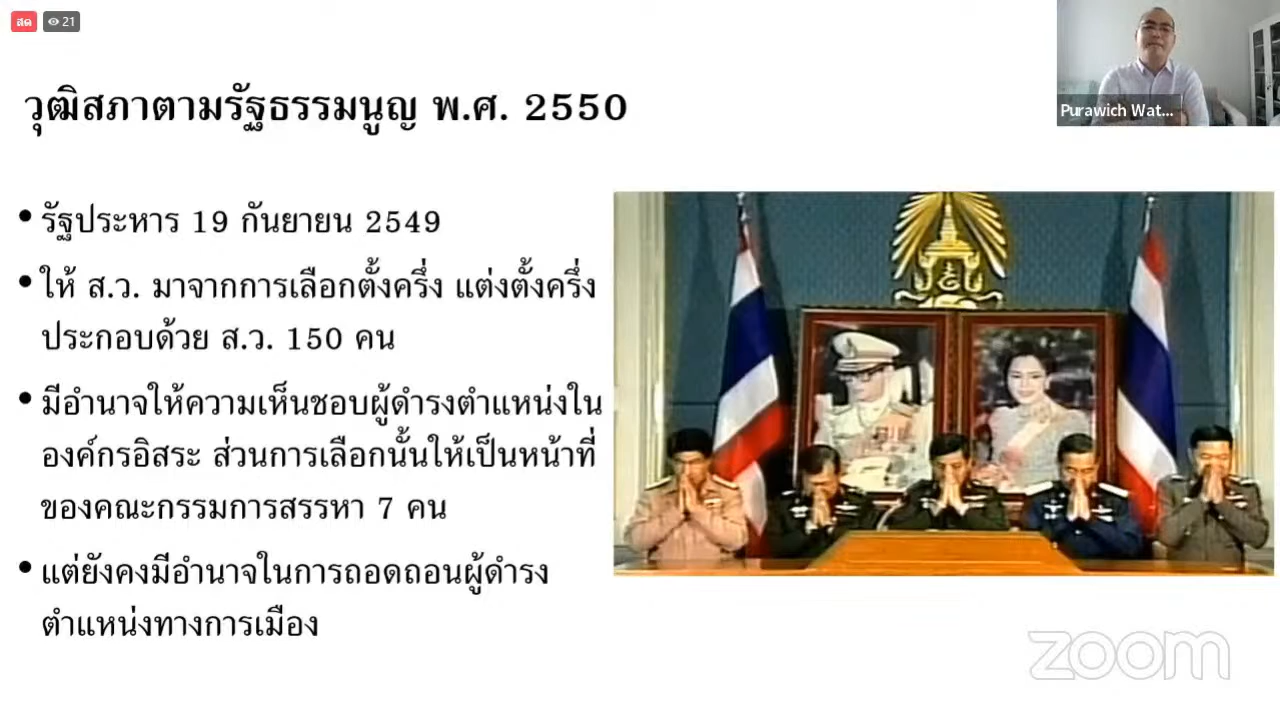 สด 21
Purawich Wat...
วุฒิสภาตามรัฐธรรมนูญ พ.ศ. 2550
• รัฐประหาร 19 กันยายน 2549
• ให้ ส.ว. มาจากการเลือกตั้งครึ่ง แต่งตั้งครึ่ง
ประกอบด้วย ส.ว. 150 คน
• มีอำนาจให้ความเห็นชอบผู้ดำรงตำแหน่งใน
องค์กรอิสระ ส่วนการเลือกนั้นให้เป็นหน้าที่
ของคณะกรรมการสรรหา 7 คน
• แต่ยังคงมีอำนาจในการถอดถอนผู้ดำรง
ตำแหน่งทางการเมือง
zoom